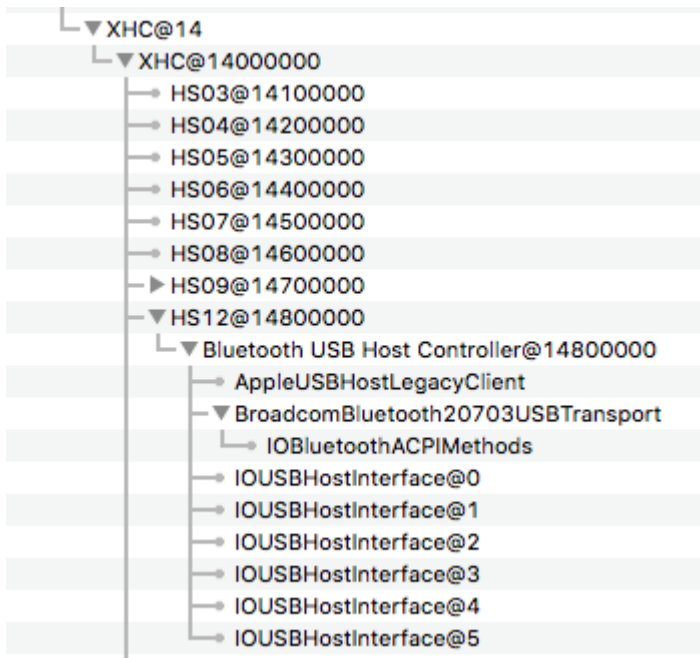 XHC@14
XHC@14000000
HS03@14100000
HS04@14200000
HS05@14300000
HS06@14400000
HS07@14500000
HS08@14600000
HS09@14700000
HS12@14800000
Bluetooth USB Host Controller@14800000
AppleUSBHostLegacyClient
BroadcomBluetooth20703USBTransport
IOBluetoothACPIMethods
IOUSBHostInterface@0
IOUSBHostInterface@1
IOUSBHostInterface@2
IOUSBHostInterface@3
IOUSBHostInterface@4
IOUSBHostInterface@5